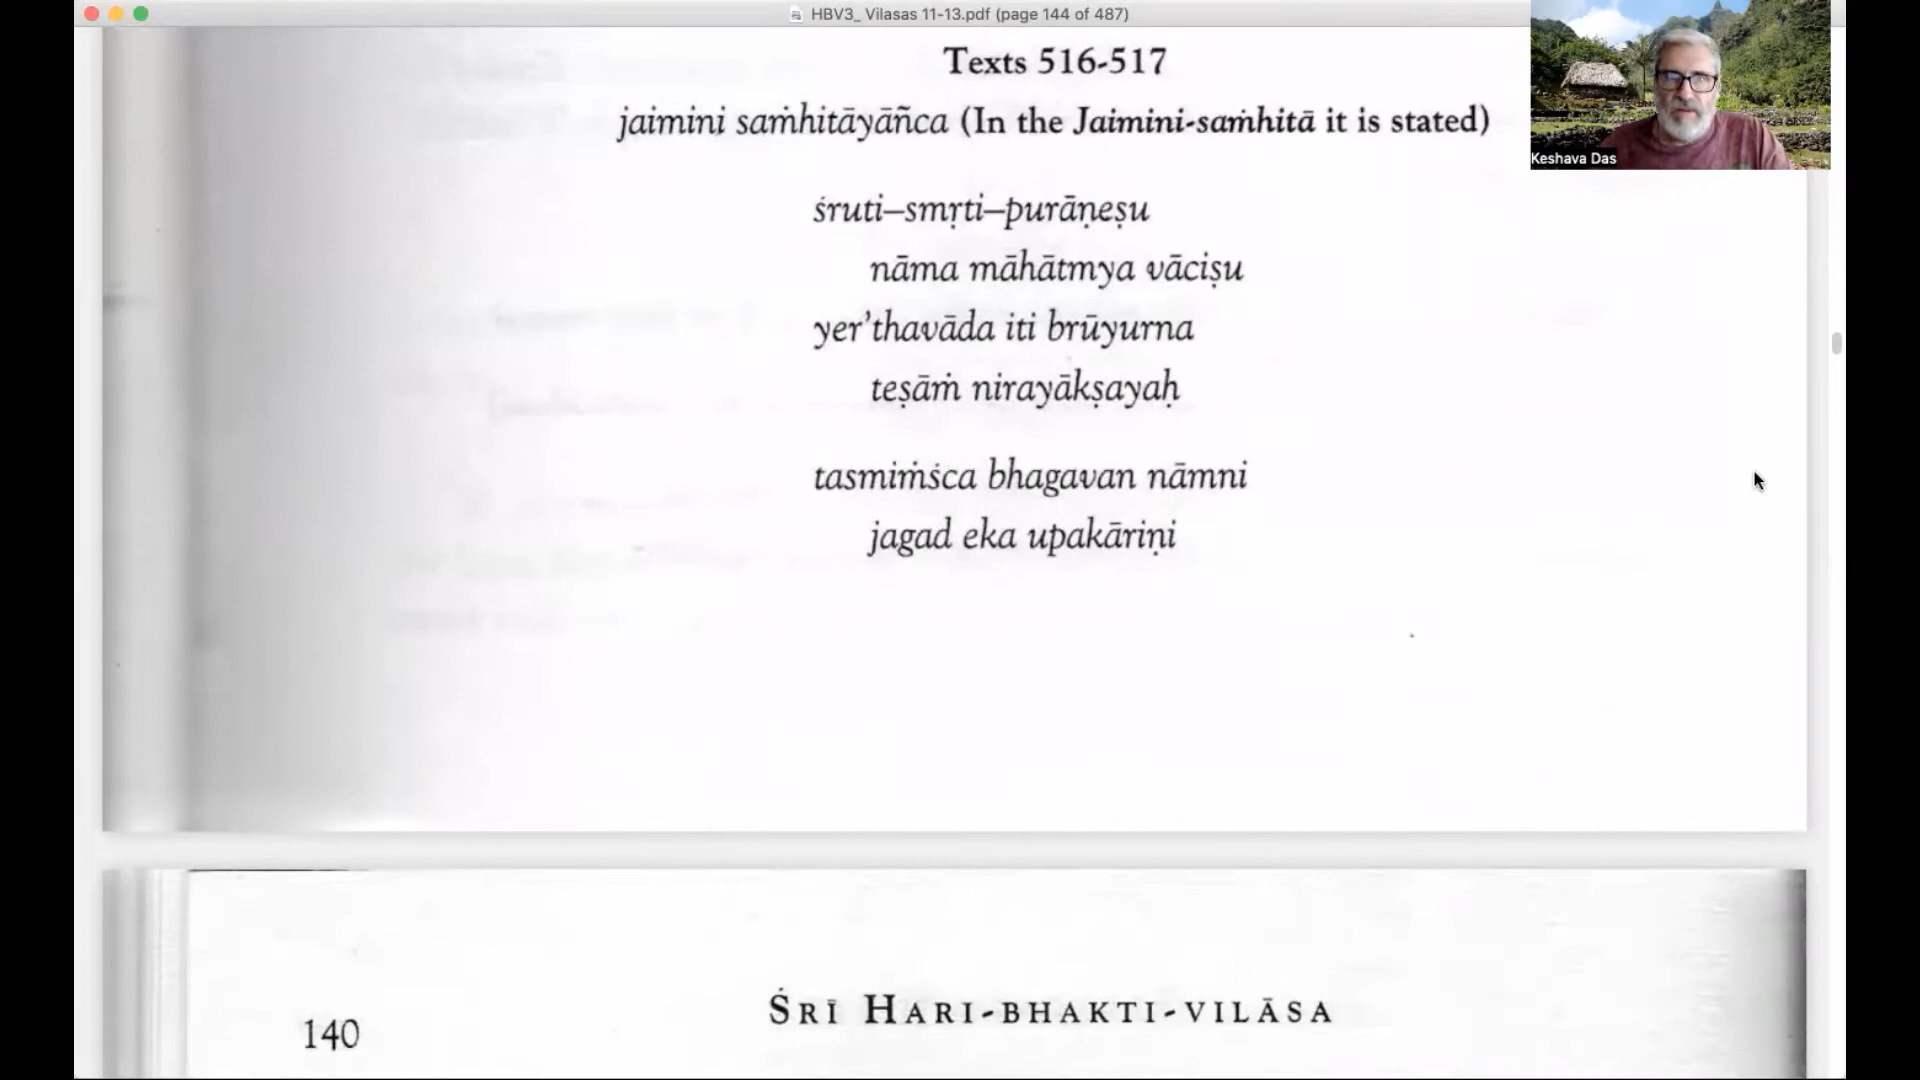 HBV3_ Vilasas 11-13.pdf (page 144 of 487)
Texts 516-517
jaimini saṁhitāyāñca (In the Jaimini-saṁhitā it is stated)
Keshava Das
śruti–smṛti–purāṇeṣu
nāma māhātmya vāciṣu
yer'thavāda iti brūyurna
teṣāṁ nirayākṣayaḥ
tasmiṁśca bhagavan nāmni
jagad eka upakāriṇi
ŚRĪ HARI-BHAKTI-VILĀSA
140